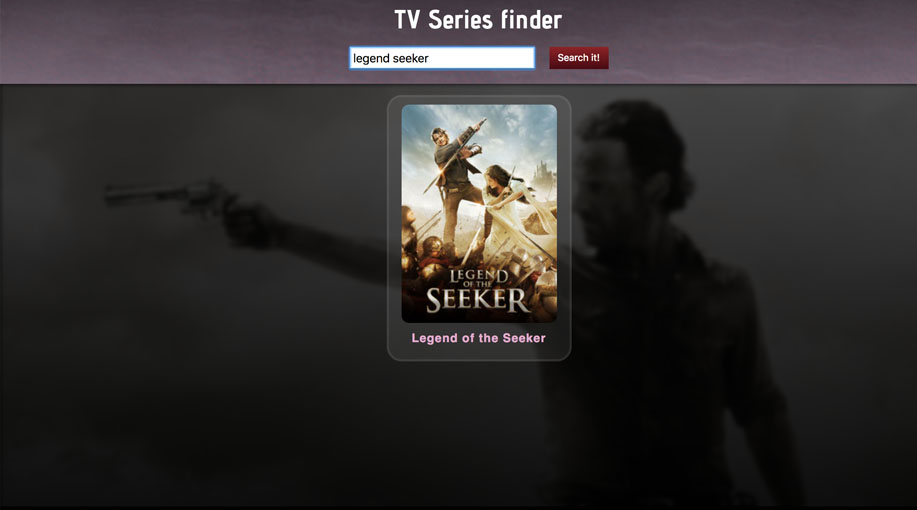 TV Series finder
legend seeker
Search it!
LEGEND
OF THE
SEEKER
Legend of the Seeker